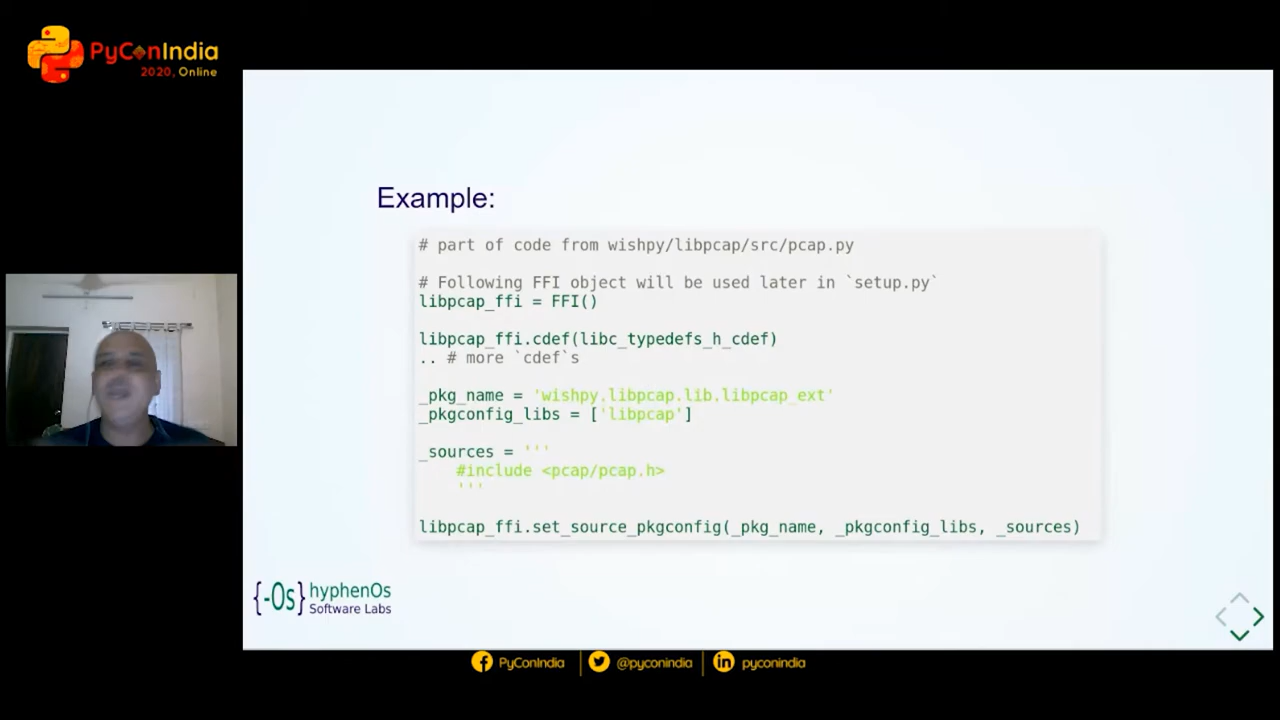 PyConIndia
2020, Online
Example:
# part of code from wishpy/libpcap/src/pcap.py
# Following FFI object will be used later in `setup.py`
libpcap_ffi = FFI()
libpcap_ffi.cdef(libc_typedefs_h_cdef)
.. # more `cdef`s
_pkg_name = 'wishpy.libpcap.lib.libpcap_ext'
_pkgconfig_libs = ['libpcap']
_sources = '''
#include <pcap/pcap.h>
'''
libpcap_ffi.set_source_pkgconfig(_pkg_name, _pkgconfig_libs, _sources)
{-Os} hyphenOs
Software Labs
PyConIndia @pyconindia in pyconindia